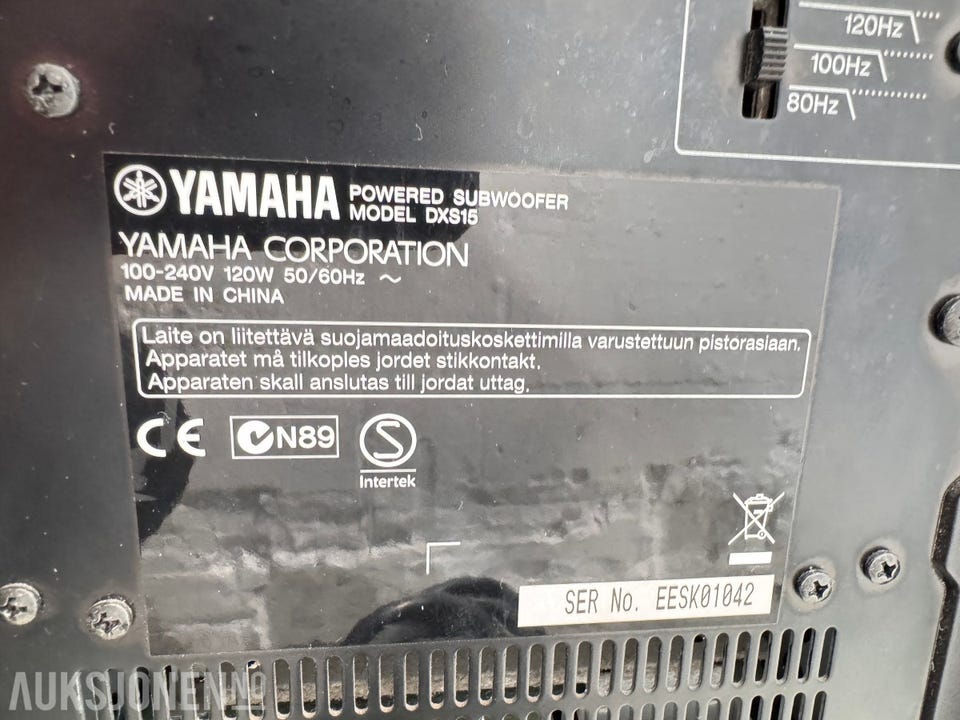 120Hz
100Hz
80Hz
YAMAHA POWERED SUBWOOFER
MODEL DXS15
YAMAHA CORPORATION
100-240V 120W 50/60Hz ~
MADE IN CHINA
Laite on liitettävä suojamaadoituskoskettimilla varustettuun pistorasiaan.
Apparatet må tilkoples jordet stikkontakt.
Apparaten skall anslutas till jordat uttag.
CE N89 S
Intertek
SER No. EESK01042
AUKSJONEN.NO